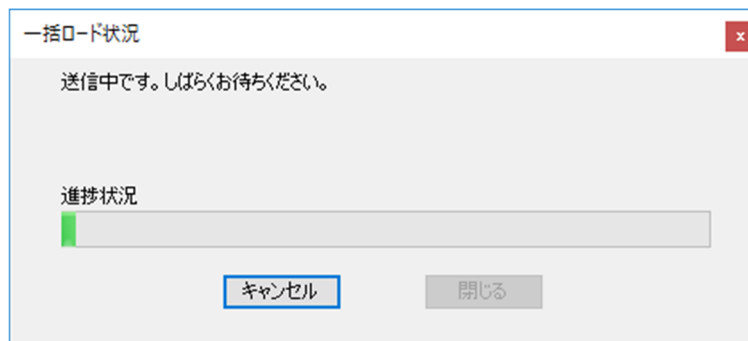 一括ロード状況
x
送信中です。しばらくお待ちください。
進捗状況
キャンセル
閉じる